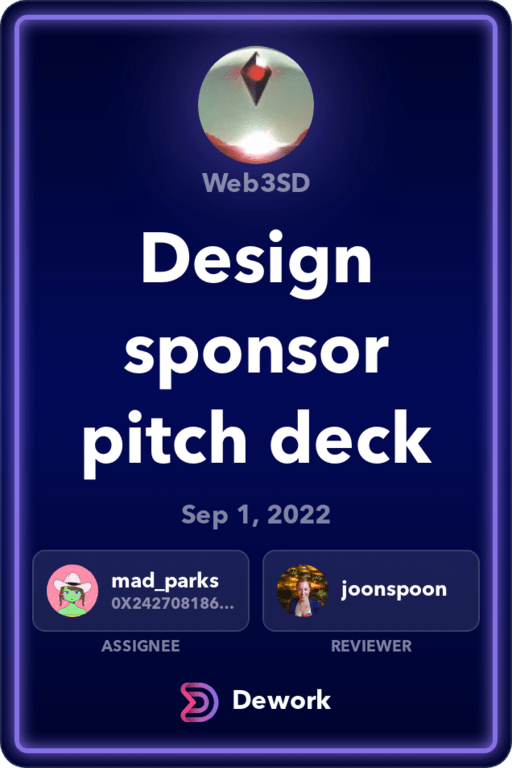 Web3SD
Design
sponsor
pitch deck
Sep 1, 2022
mad_parks
0X242708186...
ASSIGNEE
joonspoon
REVIEWER
Dework